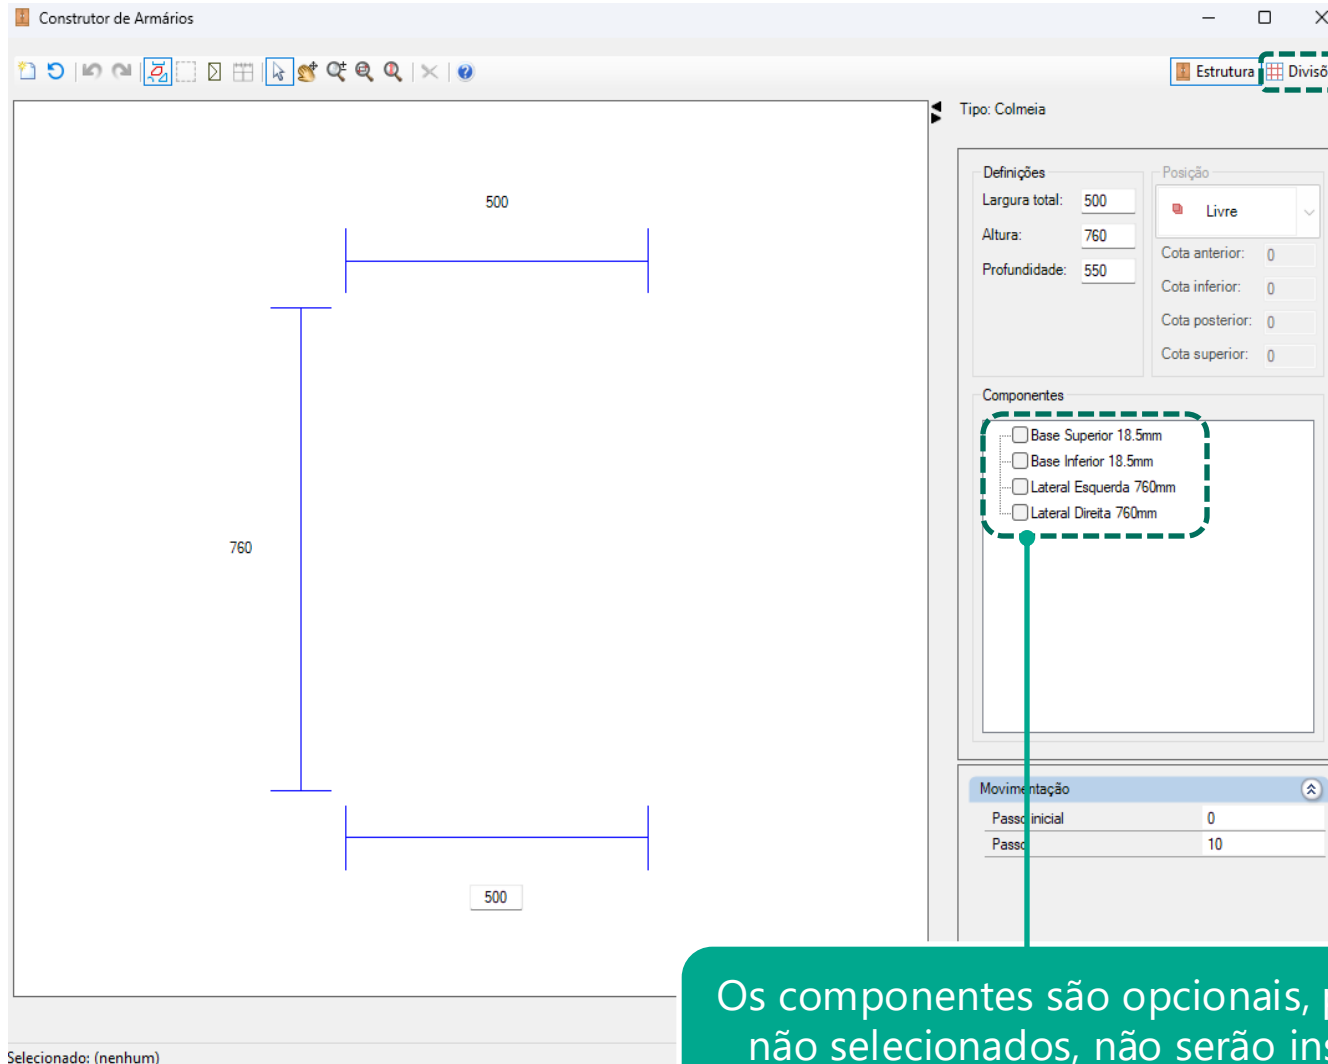 Construtor de Armários
Estrutura
Tipo: Colmeia
Definições
Posição
Largura total: 500
Livre
Altura: 760
Profundidade: 550
Cota anterior: 0
Cota inferior: 0
Cota posterior: 0
Cota superior: 0
Componentes
Base Superior 18.5mm
Base Inferior 18.5mm
Lateral Esquerda 760mm
Lateral Direita 760mm
500
760
500
Movimentação
Passo inicial 0
Passo 10
Os componentes são opcionais,
não selecionados, não serão
Selecionado: (nenhum)